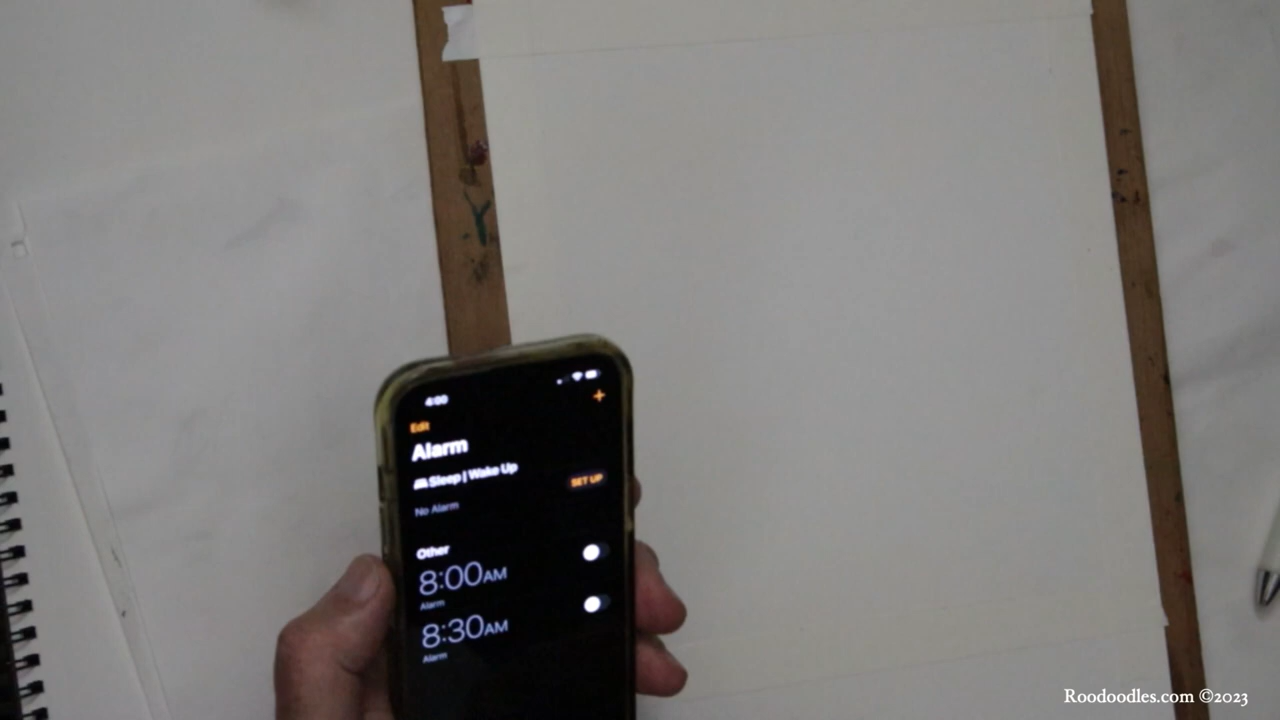 4:00
Edit
+
Alarm
Sleep | Wake Up
SET UP
No Alarm
Other
8:00AM
Alarm
8:30AM
Alarm
Roodoodles.com ©2023